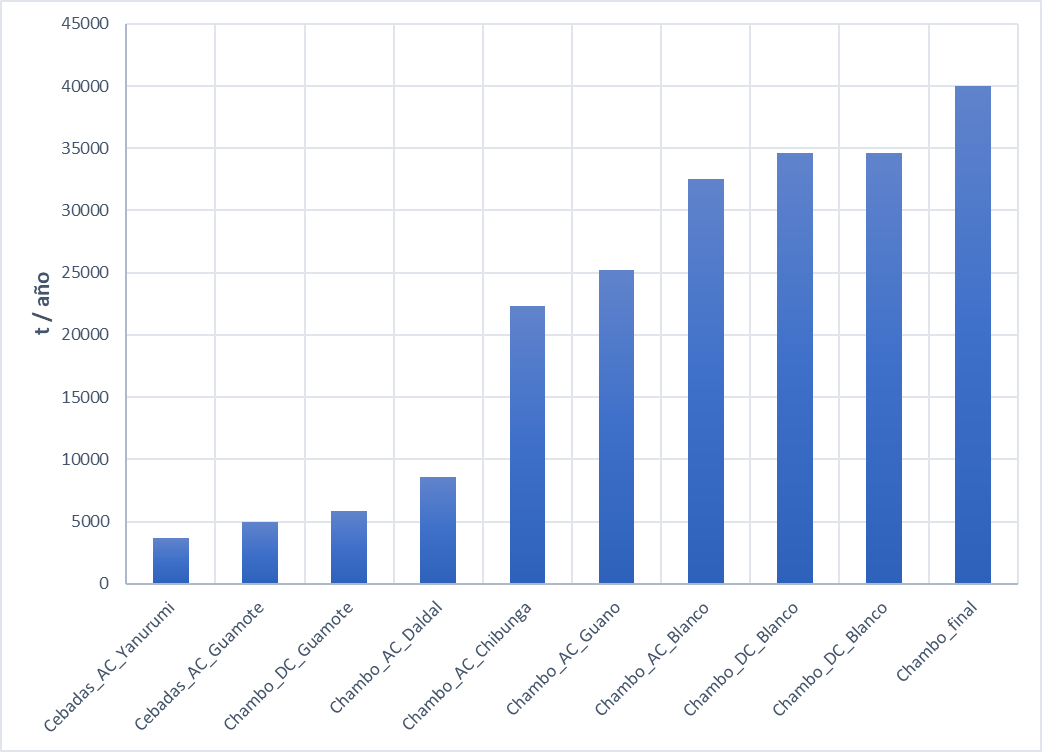 45000
40000
35000
30000
25000
20000
15000
10000
5000
0
t / año
Cebadas_AC_Yanurumi
Cebadas_AC_Guamote
Chambo_DC_Guamote
Chambo_AC_Daldal
Chambo_AC_Chibunga
Chambo_AC_Guano
Chambo_AC_Blanco
Chambo_DC_Blanco
Chambo_DC_Blanco
Chambo_final